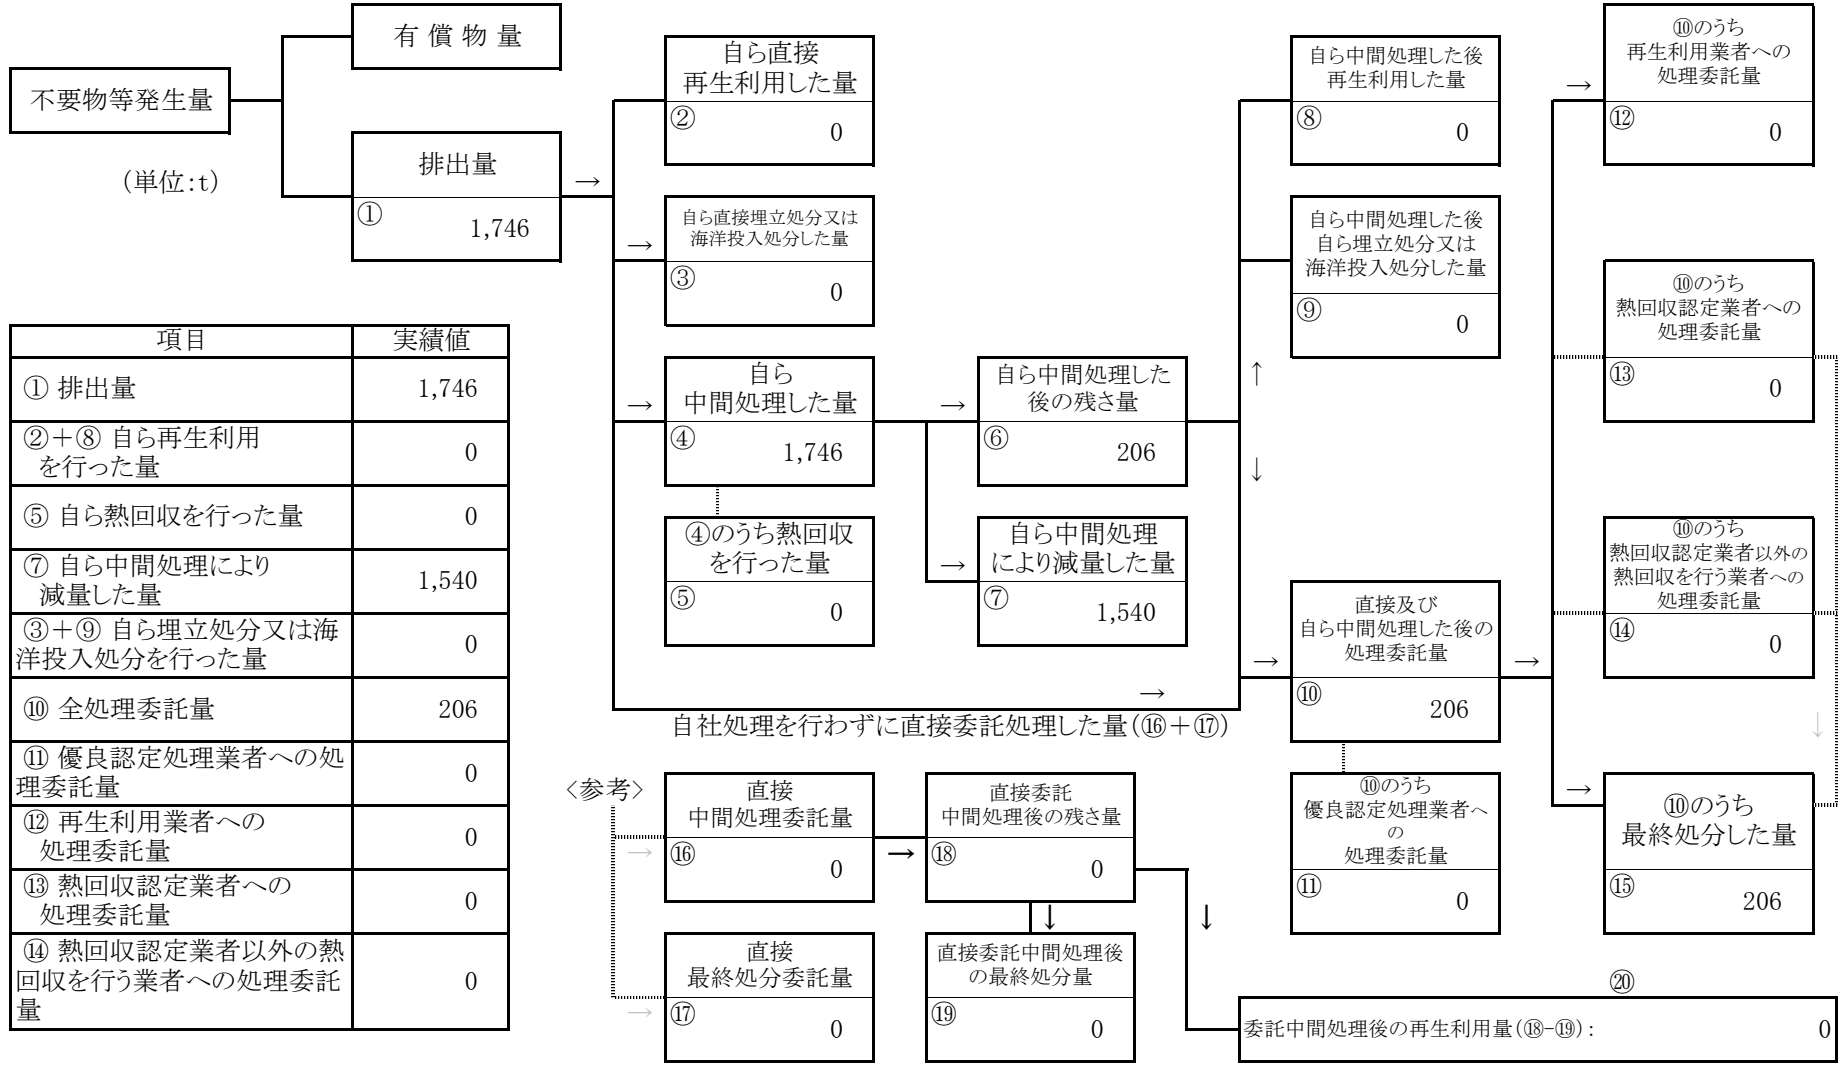 有 償 物 量
不要物等発生量
(単位:t)
排出量
①
1,746
→
自ら直接
再生利用した量
②
0
→
自ら直接埋立処分又は
海洋投入処分した量
③
0
→
自ら
中間処理した量
④
1,746
④のうち熱回収
を行った量
⑤
0
→
自ら中間処理した
後の残さ量
⑥
206
→
自ら中間処理
により減量した量
⑦
1,540
自ら中間処理した後
再生利用した量
⑧
0
自ら中間処理した後
自ら埋立処分又は
海洋投入処分した量
⑨
0
↑
↓
→
直接及び
自ら中間処理した後の
処理委託量
⑩
206
→
→
自社処理を行わずに直接委託処理した量(⑯+⑰)
⑩のうち
優良認定処理業者へ
の
処理委託量
⑪
0
→
⑩のうち
再生利用業者への
処理委託量
⑫
0
⑩のうち
熱回収認定業者への
処理委託量
⑬
0
⑩のうち
熱回収認定業者以外の
熱回収を行う業者への
処理委託量
⑭
0
↓
→
⑩のうち
最終処分した量
⑮
206
項目 実績値
① 排出量 1,746
②+⑧ 自ら再生利用
を行った量 0
⑤ 自ら熱回収を行った量 0
⑦ 自ら中間処理により
減量した量 1,540
③+⑨ 自ら埋立処分又は海
洋投入処分を行った量 0
⑩ 全処理委託量 206
⑪ 優良認定処理業者への処
理委託量 0
⑫ 再生利用業者への
処理委託量 0
⑬ 熱回収認定業者への
処理委託量 0
⑭ 熱回収認定業者以外の熱
回収を行う業者への処理委託
量 0
<参考>
→
直接
中間処理委託量
⑯
0
→
直接委託
中間処理後の残さ量
⑱
0
↓
↓
→
直接
最終処分委託量
⑰
0
直接委託中間処理後
の最終処分量
⑲
0
⑳
委託中間処理後の再生利用量(⑱-⑲): 0